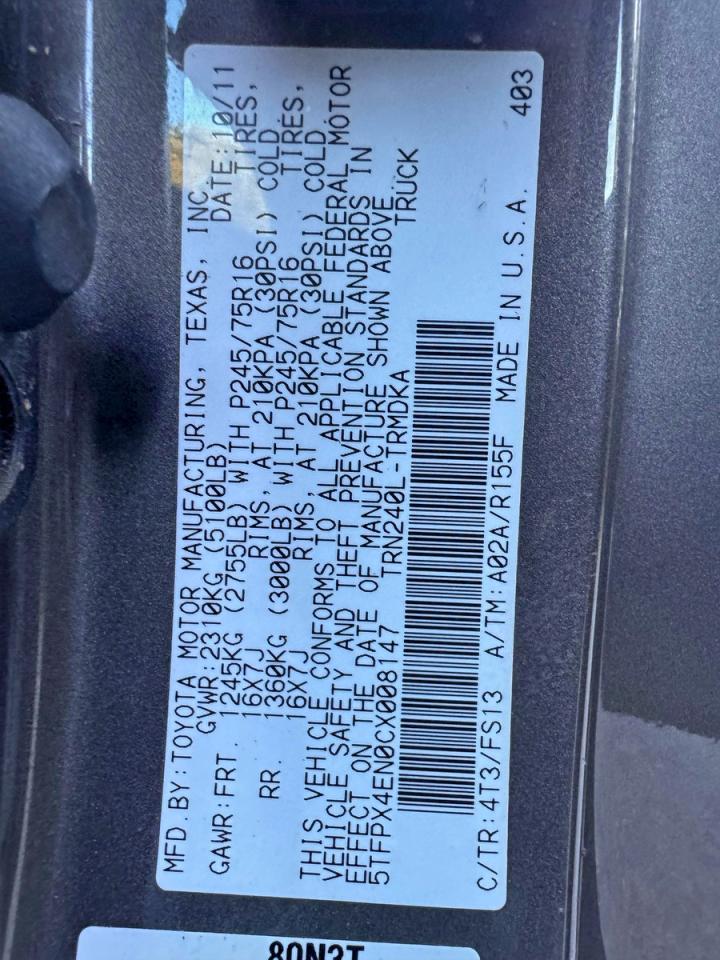 MFD. BY: TOYOTA MOTOR MANUFACTURING, TEXAS, INC.
GVWR: 2310KG (5100LB) DATE: 10/11
GAWR: FRT. 1245KG (2755LB) WITH P245/75R16 TIRES,
16X7J RIMS, AT 210KPA (30PSI) COLD
RR. 1360KG (3000LB) WITH P245/75R16 TIRES,
16X7J RIMS, AT 210KPA (30PSI) COLD
THIS VEHICLE CONFORMS TO ALL APPLICABLE FEDERAL MOTOR
VEHICLE SAFETY AND THEFT PREVENTION STANDARDS IN
EFFECT ON THE DATE OF MANUFACTURE SHOWN ABOVE
5TFPX4EN0CX008147 TRN240L-TRMDKA TRUCK
C/TR: 4T3/FS13 A/TM: A02A/R155F MADE IN U.S.A. 403